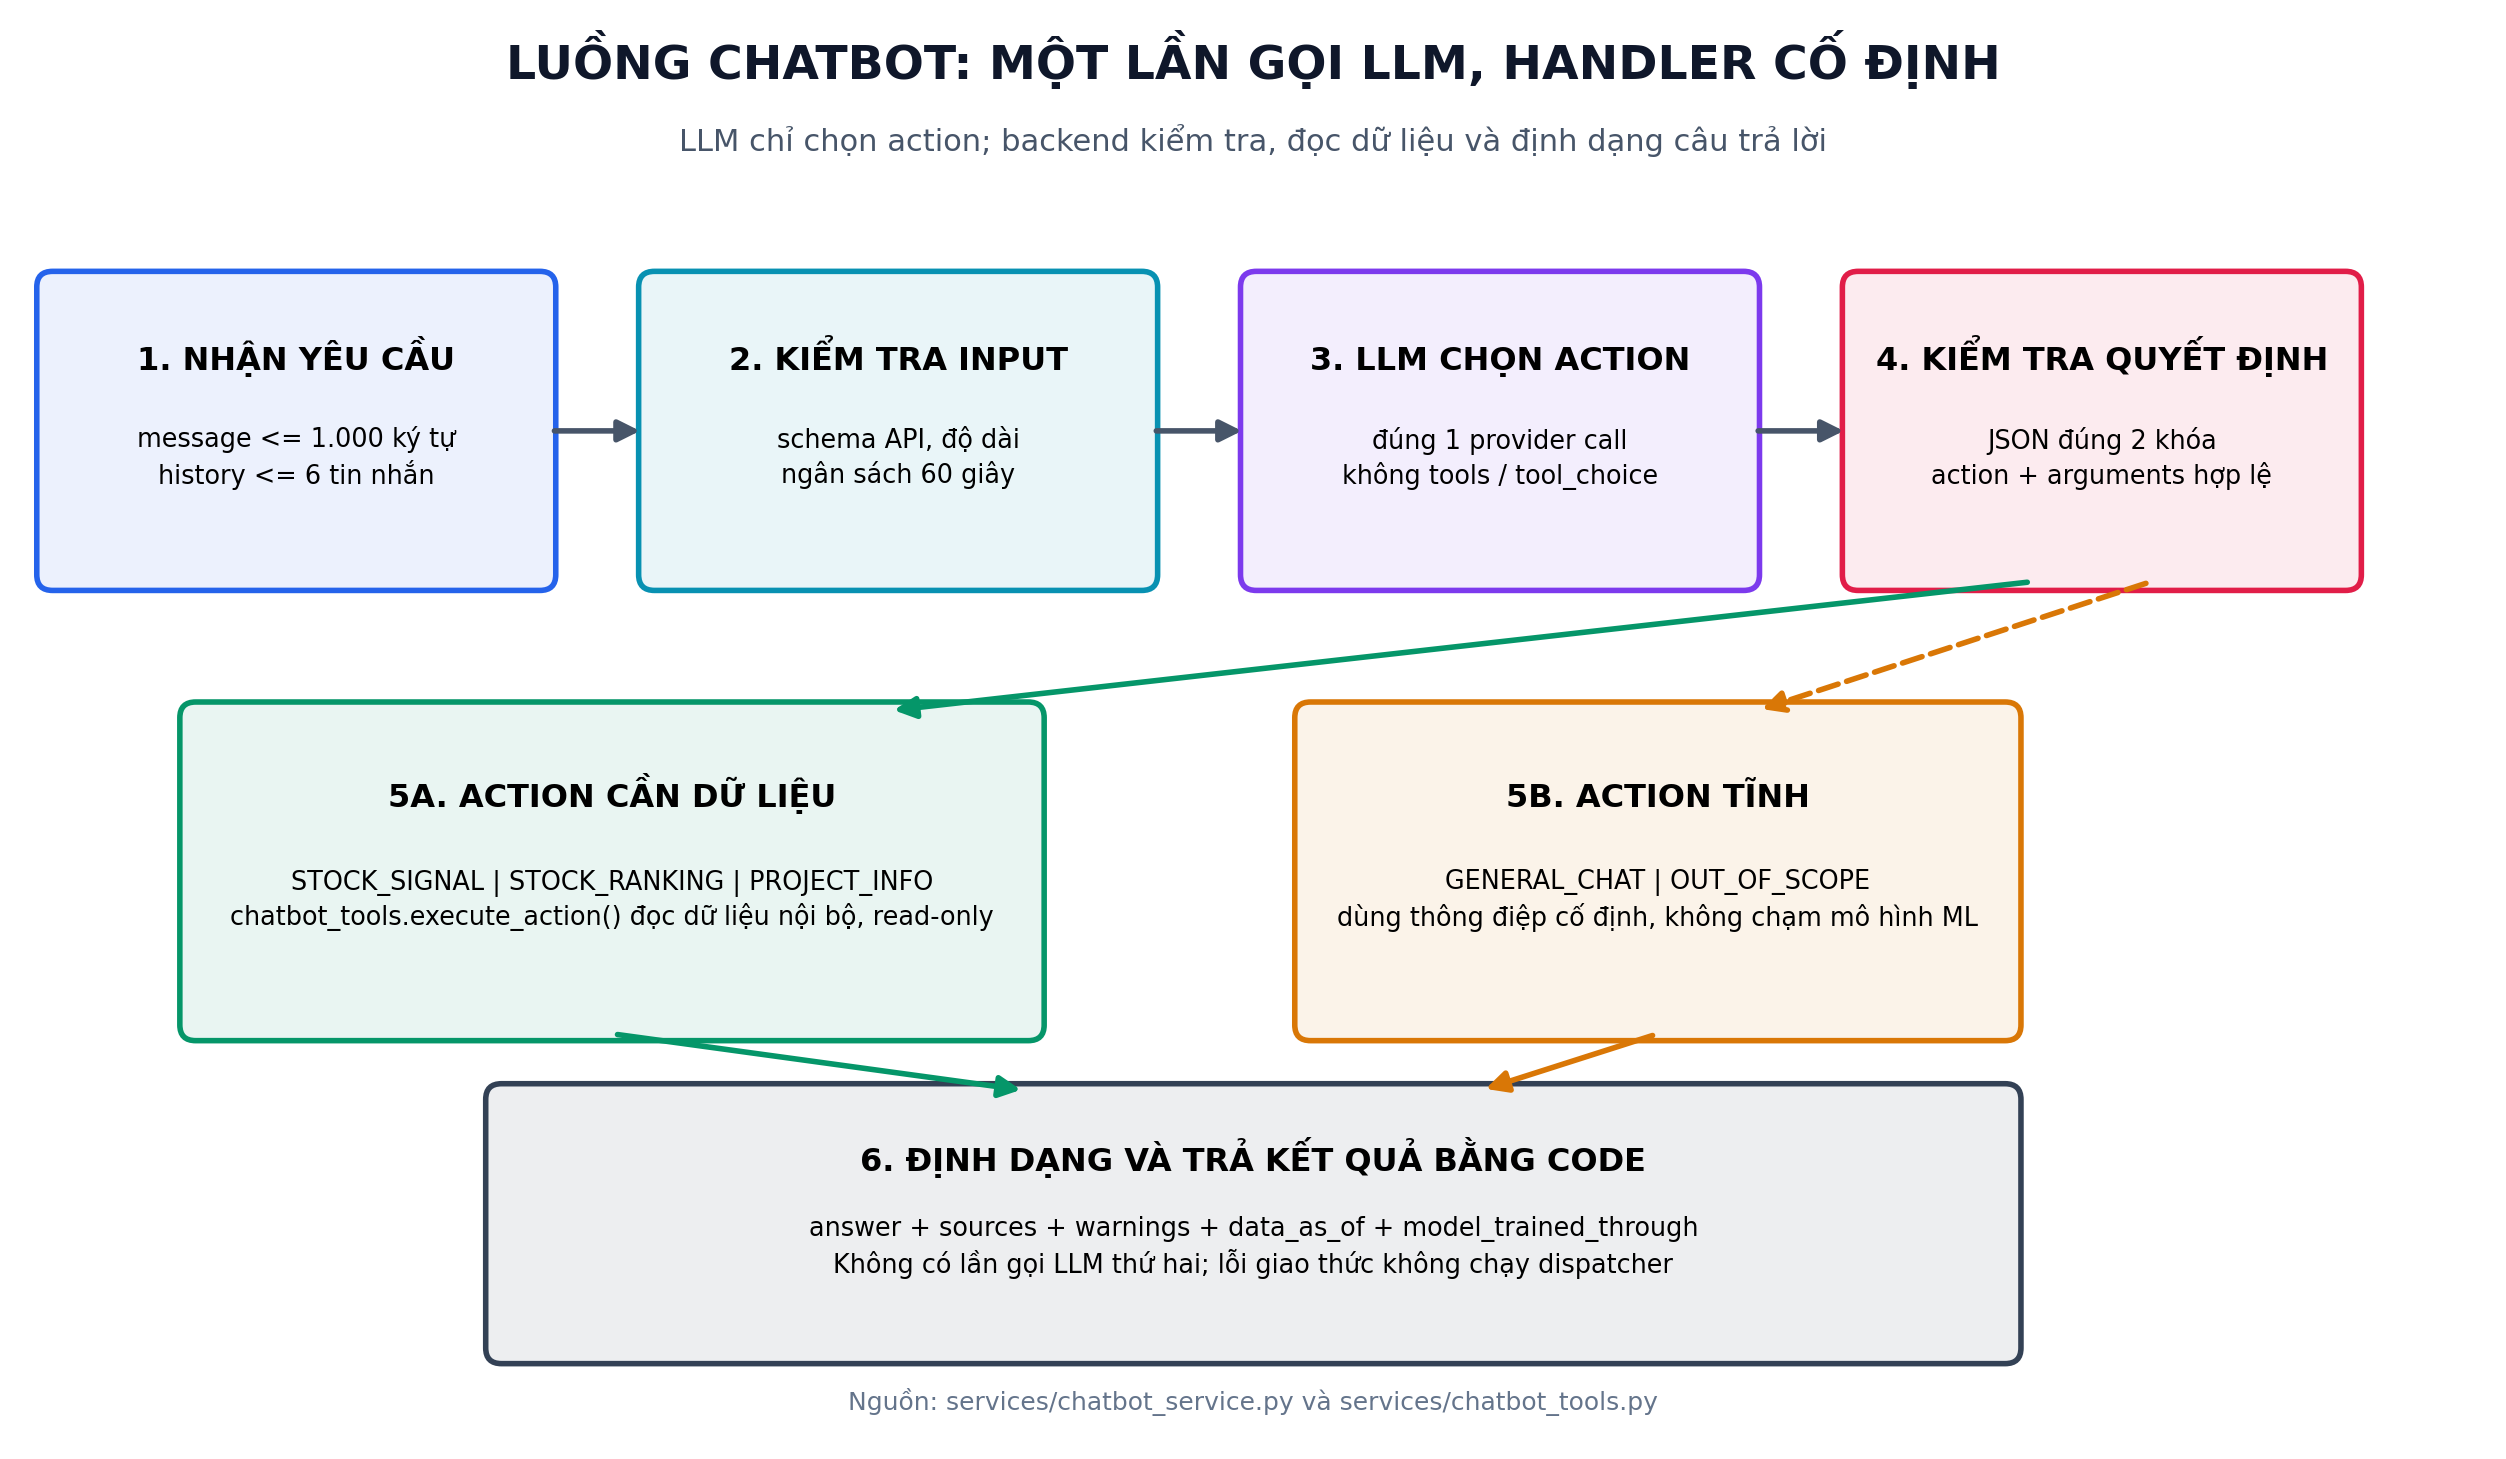 LUỒNG CHATBOT: MỘT LẦN GỌI LLM, HANDLER CỐ ĐỊNH
LLM chỉ chọn action; backend kiểm tra, đọc dữ liệu và định dạng câu trả lời
1. NHẬN YÊU CẦU
message <= 1.000 ký tự
history <= 6 tin nhắn
2. KIỂM TRA INPUT
schema API, độ dài
ngân sách 60 giây
3. LLM CHỌN ACTION
đúng 1 provider call
không tools / tool_choice
4. KIỂM TRA QUYẾT ĐỊNH
JSON đúng 2 khóa
action + arguments hợp lệ
5A. ACTION CẦN DỮ LIỆU
STOCK_SIGNAL | STOCK_RANKING | PROJECT_INFO
chatbot_tools.execute_action() đọc dữ liệu nội bộ, read-only
5B. ACTION TĨNH
GENERAL_CHAT | OUT_OF_SCOPE
dùng thông điệp cố định, không chạm mô hình ML
6. ĐỊNH DẠNG VÀ TRẢ KẾT QUẢ BẰNG CODE
answer + sources + warnings + data_as_of + model_trained_through
Không có lần gọi LLM thứ hai; lỗi giao thức không chạy dispatcher
Nguồn: services/chatbot_service.py và services/chatbot_tools.py